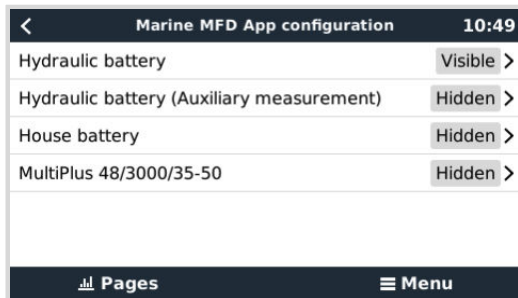 Marine MFD App configuration 10:49
Hydraulic battery Visible
Hydraulic battery (Auxiliary measurement) Hidden
House battery Hidden
MultiPlus 48/3000/35-50 Hidden
Pages Menu